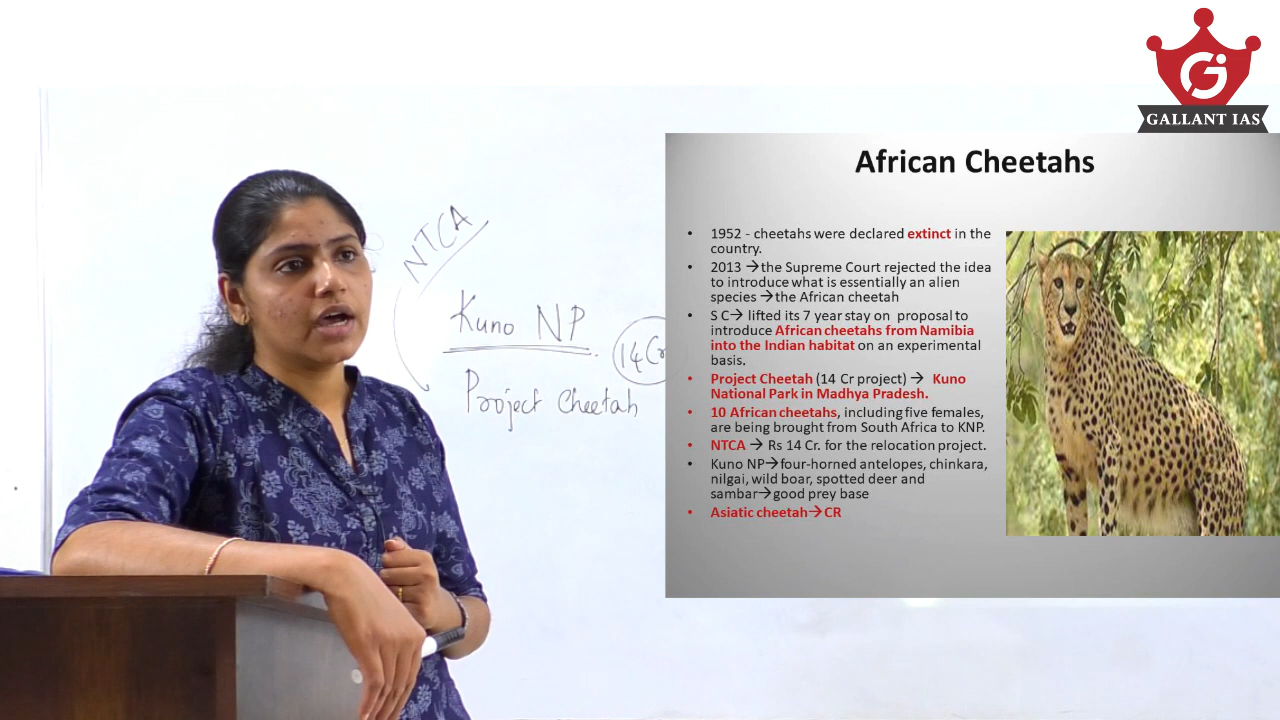 GALLANT IAS
NTCA
Kuno NP
14 Cr
Project Cheetah
African Cheetahs
• 1952 - cheetahs were declared extinct in the
country.
• 2013 →the Supreme Court rejected the idea
to introduce what is essentially an alien
species →the African cheetah
• S C→ lifted its 7 year stay on proposal to
introduce African cheetahs from Namibia
into the Indian habitat on an experimental
basis.
• Project Cheetah (14 Cr project) → Kuno
National Park in Madhya Pradesh.
• 10 African cheetahs, including five females,
are being brought from South Africa to KNP.
• NTCA → Rs 14 Cr. for the relocation project.
• Kuno NP→four-horned antelopes, chinkara,
nilgai, wild boar, spotted deer and
sambar→good prey base
• Asiatic cheetah→CR